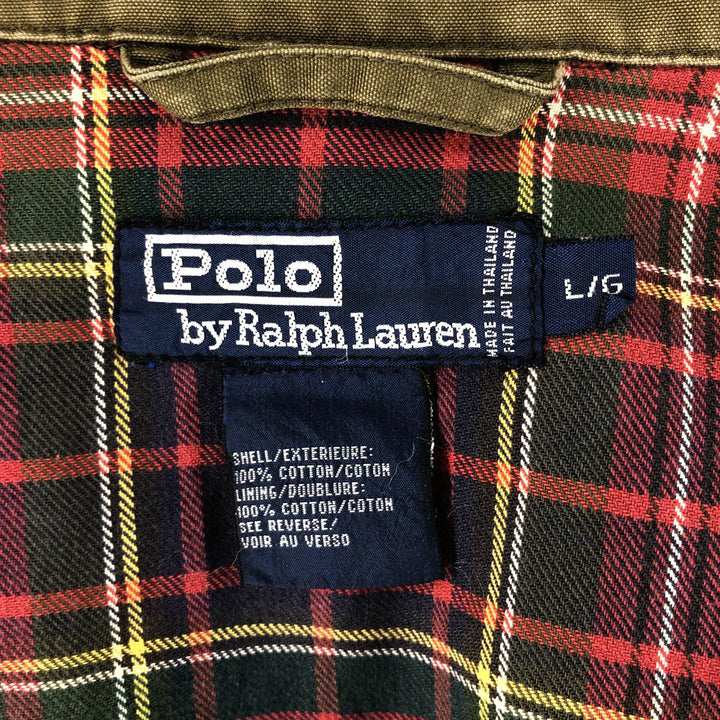 Polo
by Ralph Lauren
MADE IN THAILAND
FAIT AU THAILAND
L/G
SHELL/EXTERIEURE:
100% COTTON/COTON
LINING/DOUBLURE:
100% COTTON/COTON
SEE REVERSE/
VOIR AU VERSO